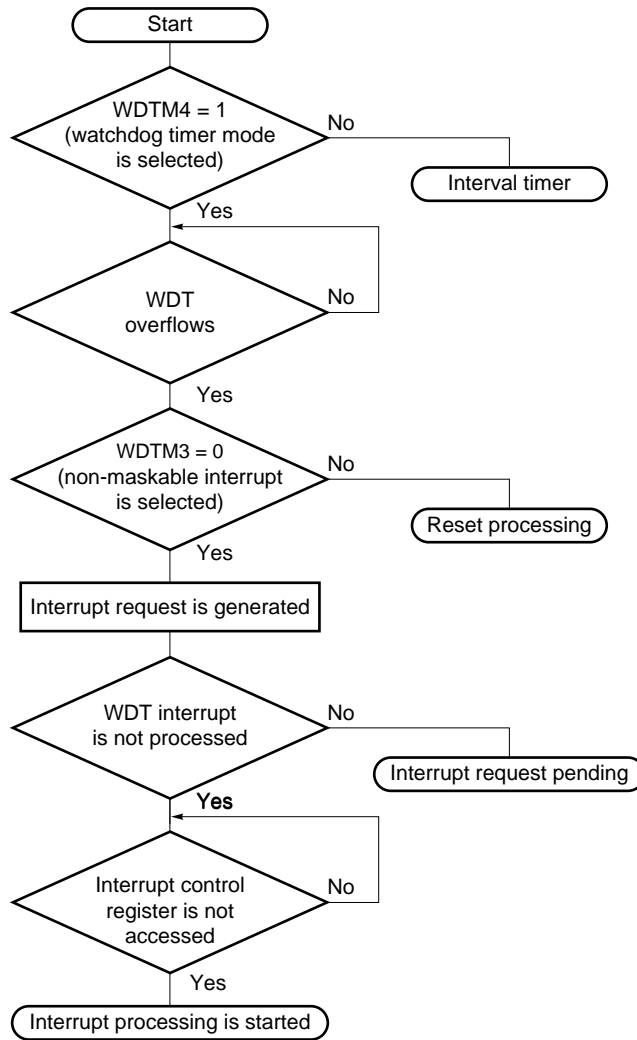 Start
WDTM4 = 1
(watchdog timer mode
is selected)
No
Interval timer
Yes
WDT
overflows
No
Yes
WDTM3 = 0
(non-maskable interrupt
is selected)
No
Reset processing
Yes
Interrupt request is generated
WDT interrupt
is not processed
No
Interrupt request pending
Yes
Interrupt control
register is not
accessed
No
Yes
Interrupt processing is started